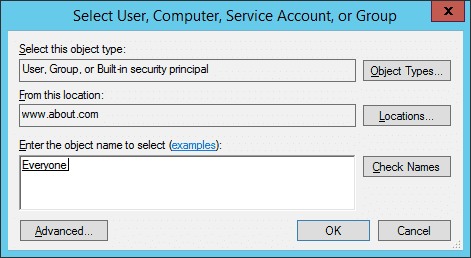 Select User, Computer, Service Account, or Group
x
Select this object type:
User, Group, or Built-in security principal
Object Types...
From this location:
www.about.com
Locations...
Enter the object name to select (examples):
Everyone
Check Names
Advanced...
OK
Cancel